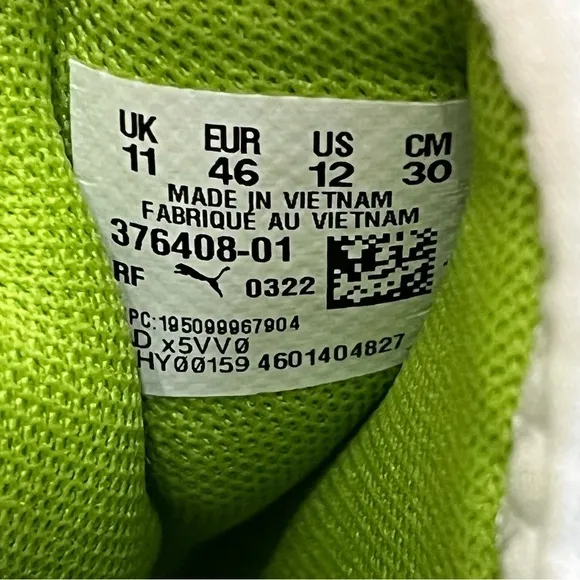 UK EUR US CM
11 46 12 30
MADE IN VIETNAM
FABRIQUÉ AU VIETNAM
376408-01
RF 0322
PC:195099967904
D x5VV0
HY00159 4601404827